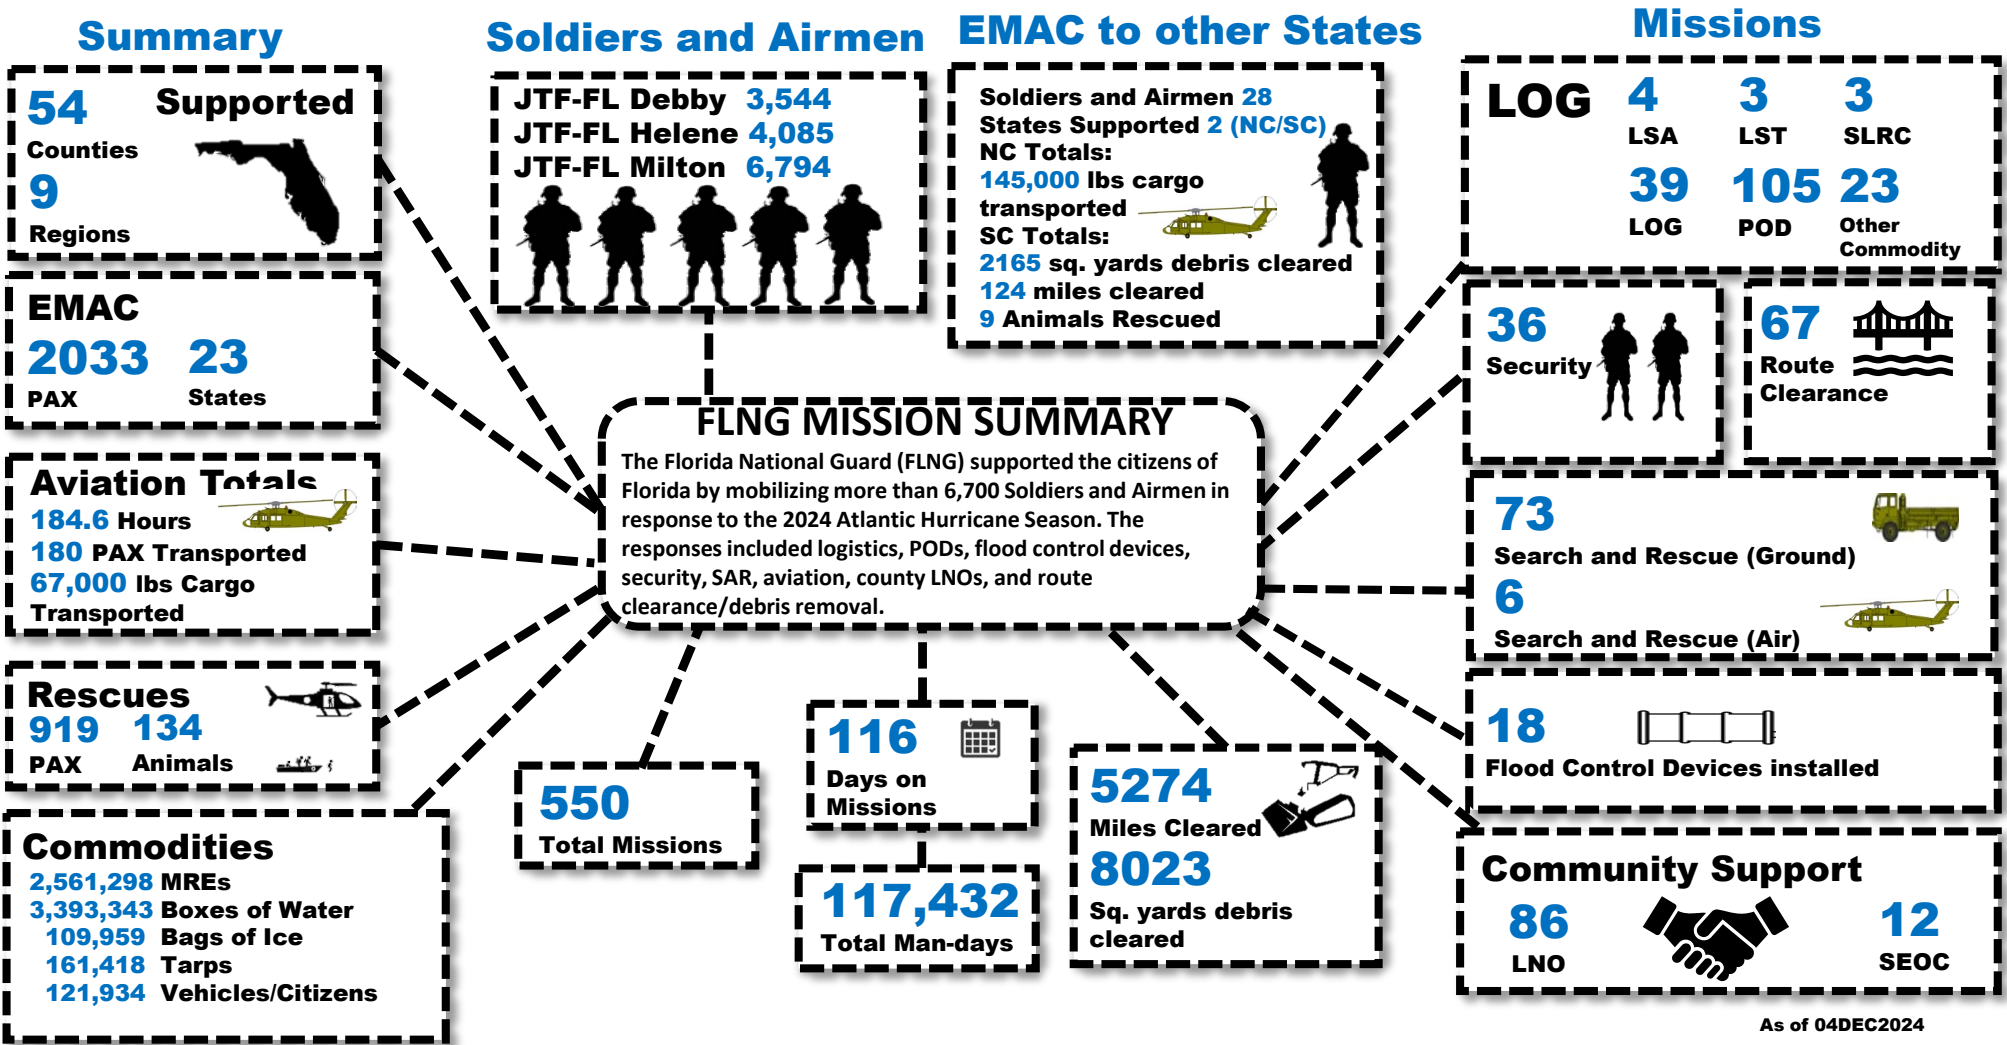 Summary
54
Supported
Counties
9
Regions
EMAC
2033
23
PAX
States
Aviation Totals
184.6 Hours
180 PAX Transported
67,000 lbs Cargo
Transported
Rescues
919
134
PAX
Animals
Commodities
2,561,298 MREs
3,393,343 Boxes of Water
109,959 Bags of Ice
161,418 Tarps
121,934 Vehicles/Citizens
Soldiers and Airmen
JTF-FL Debby 3,544
JTF-FL Helene 4,085
JTF-FL Milton 6,794
EMAC to other States
Soldiers and Airmen 28
States Supported 2 (NC/SC)
NC Totals:
145,000 lbs cargo
transported
SC Totals:
2165 sq. yards debris cleared
124 miles cleared
9 Animals Rescued
FLNG MISSION SUMMARY
The Florida National Guard (FLNG) supported the citizens of
Florida by mobilizing more than 6,700 Soldiers and Airmen in
response to the 2024 Atlantic Hurricane Season. The
responses included logistics, PODs, flood control devices,
security, SAR, aviation, county LNOs, and route
clearance/debris removal.
550
Total Missions
116
Days on
Missions
117,432
Total Man-days
5274
Miles Cleared
8023
Sq. yards debris
cleared
Missions
LOG
4
3
3
LSA
LST
SLRC
39
105
23
LOG
POD
Other
Commodity
36
Security
67
Route
Clearance
73
Search and Rescue (Ground)
6
Search and Rescue (Air)
18
Flood Control Devices installed
Community Support
86
12
LNO
SEOC
As of 04DEC2024